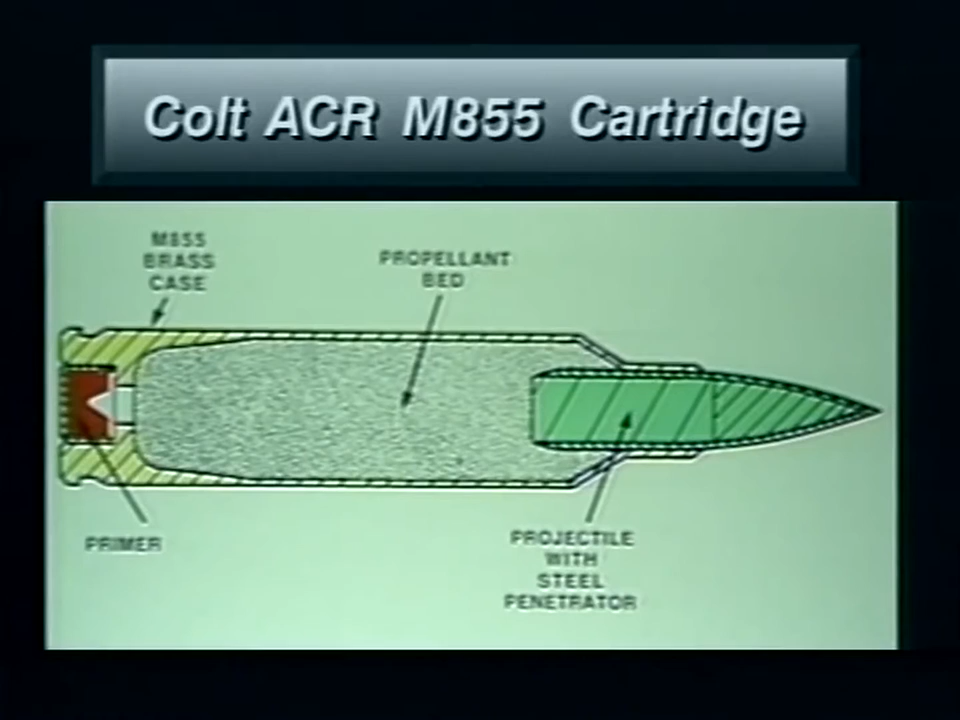 Colt ACR M855 Cartridge
M855
BRASS
CASE
PROPELLANT
BED
PRIMER
PROJECTILE
WITH
STEEL
PENETRATOR